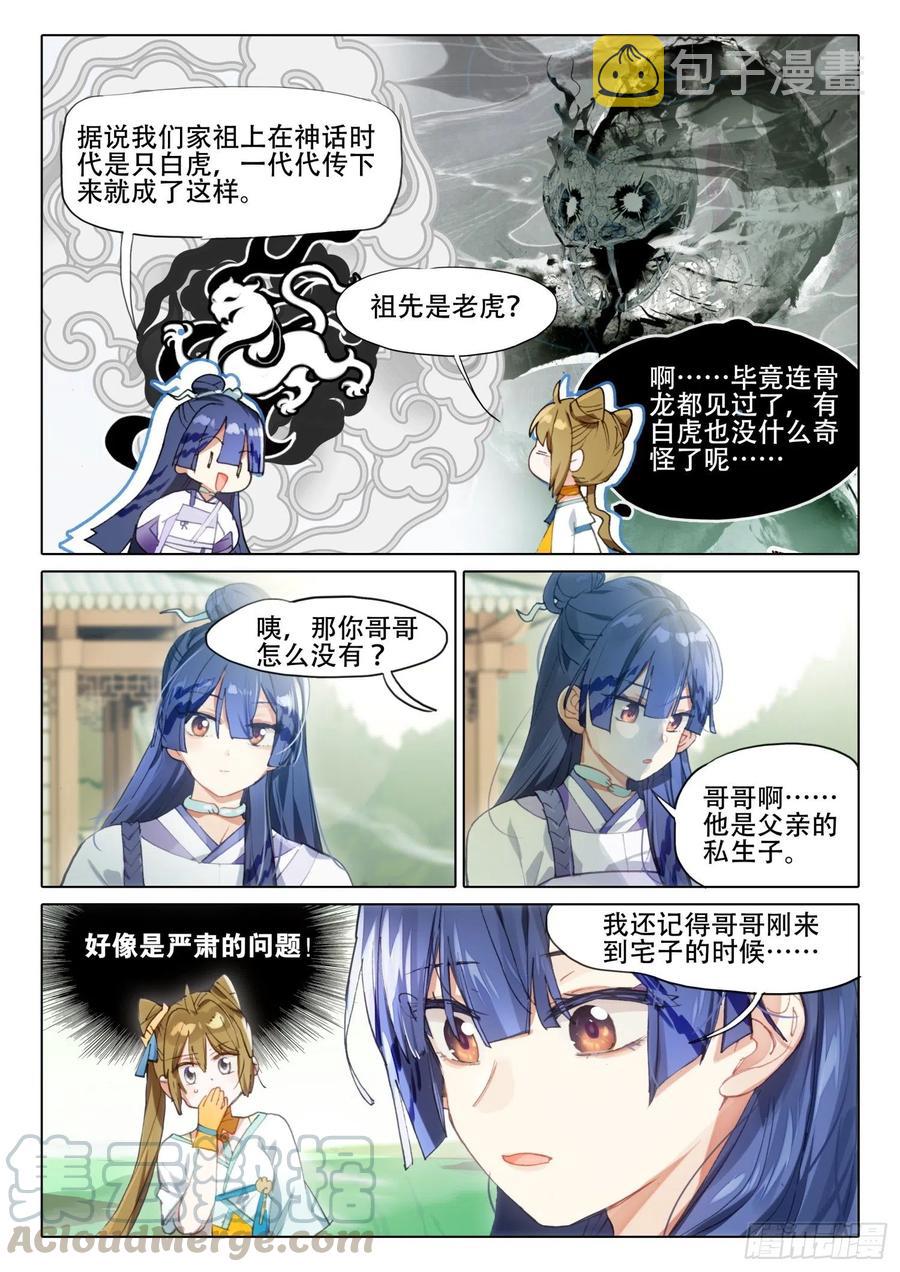 包子漫畫
据说我们家祖上在神话时
代是只白虎，一代代传下
来就成了这样。
祖先是老虎？
啊……毕竟连骨
龙都见过了，有
白虎也没什么奇
怪了呢……
咦，那你哥哥
怎么没有？
哥哥啊……
他是父亲的
私生子。
好像是严肃的问题！
我还记得哥哥刚来
到宅子的时候……
集云数据
acloudmerge.com
腾讯动漫